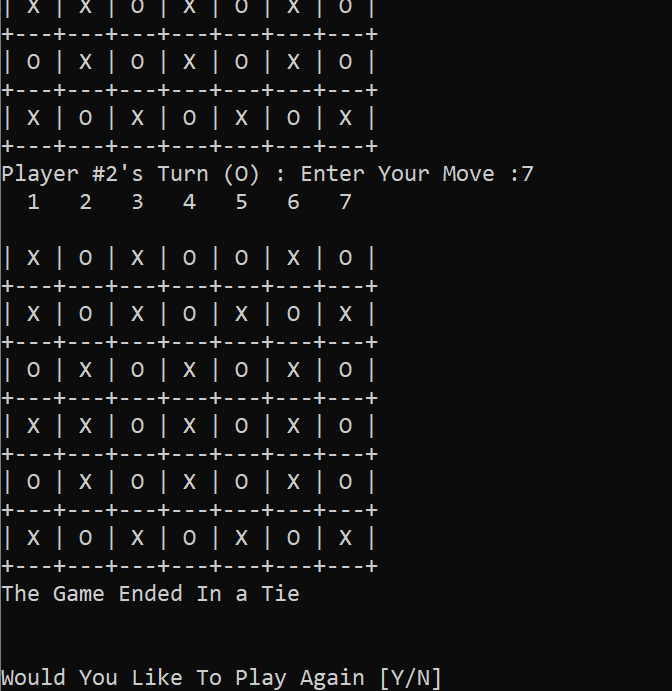 | X | X | O | X | O | X | O |
+---+---+---+---+---+---+---+
| O | X | O | X | O | X | O |
+---+---+---+---+---+---+---+
| X | O | X | O | X | O | X |
+---+---+---+---+---+---+---+
Player #2's Turn (O) : Enter Your Move :7
  1   2   3   4   5   6   7
| X | O | X | O | O | X | O |
+---+---+---+---+---+---+---+
| X | O | X | O | X | O | X |
+---+---+---+---+---+---+---+
| O | X | O | X | O | X | O |
+---+---+---+---+---+---+---+
| X | X | O | X | O | X | O |
+---+---+---+---+---+---+---+
| O | X | O | X | O | X | O |
+---+---+---+---+---+---+---+
| X | O | X | O | X | O | X |
+---+---+---+---+---+---+---+
The Game Ended In a Tie
Would You Like To Play Again [Y/N]